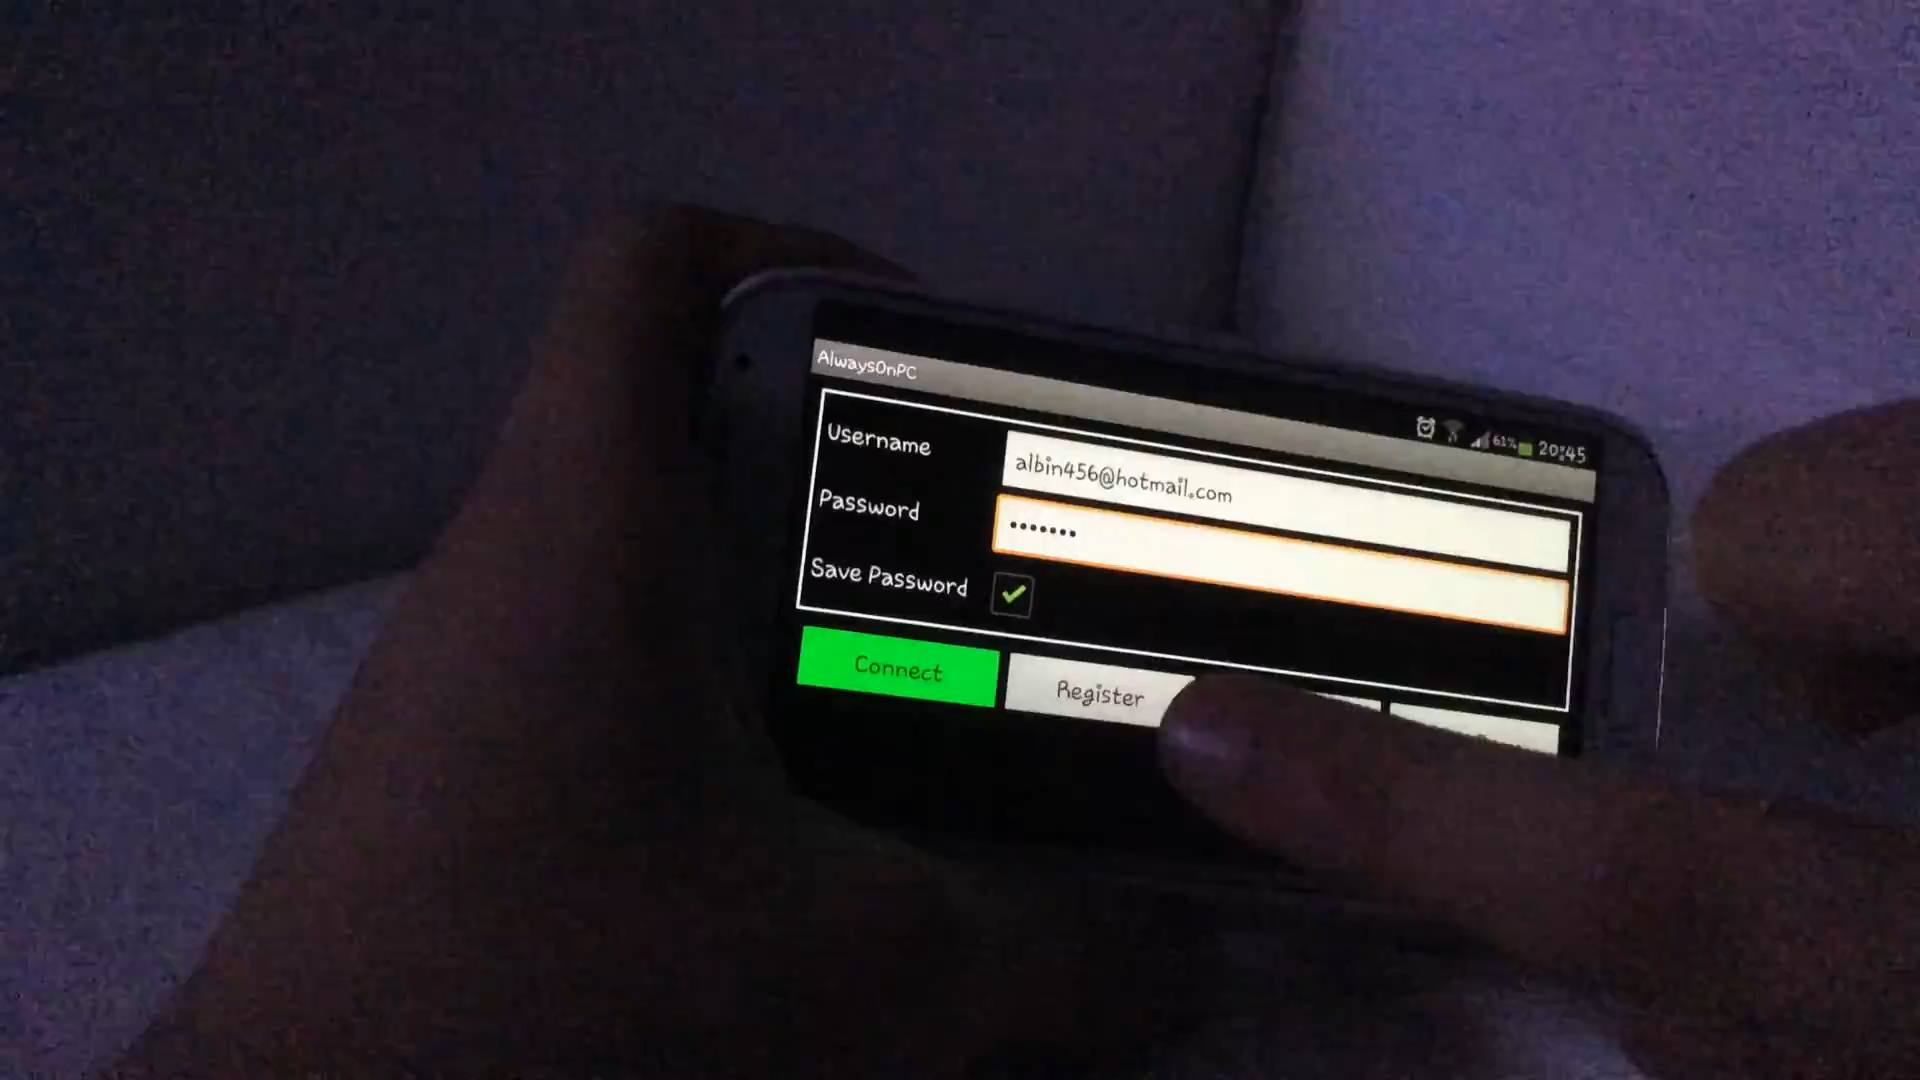 AlwaysOnPC
61% 20:45
Username
albin456@hotmail.com
Password
•••••••
Save Password
Connect
Register